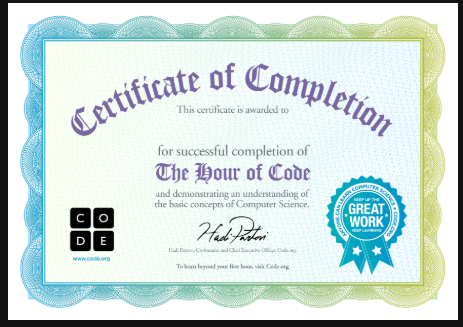 Certificate of Completion
This certificate is awarded to
for successful completion of
The Hour of Code
and demonstrating an understanding of
the basic concepts of Computer Science.
Hadi Partovi
Hadi Partovi, Co-founder and Chief Executive Officer, Code.org
To learn beyond your first hour, visit Code.org
C O
D E
www.code.org
KEEP UP THE
GREAT
WORK
KEEP LEARNING
ANYONE CAN LEARN COMPUTER SCIENCE